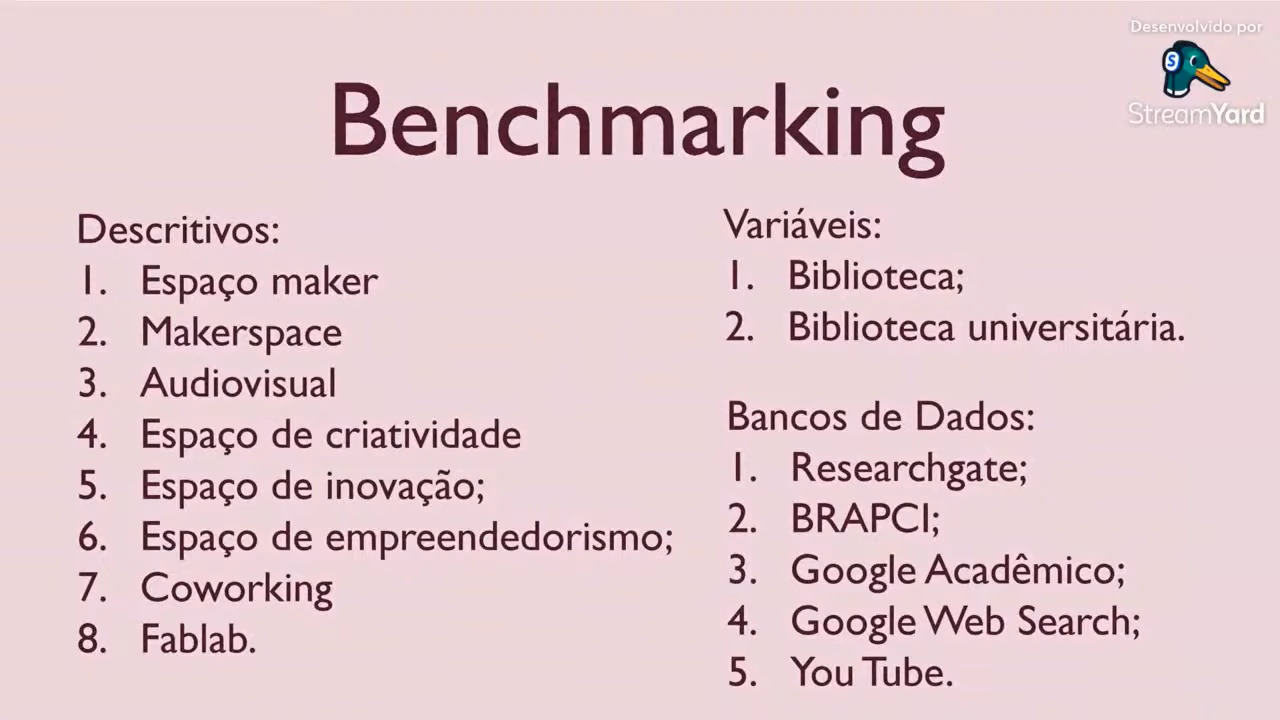 Desenvolvido por
StreamYard
Benchmarking
Descritivos:
1. Espaço maker
2. Makerspace
3. Audiovisual
4. Espaço de criatividade
5. Espaço de inovação;
6. Espaço de empreendedorismo;
7. Coworking
8. Fablab.
Variáveis:
1. Biblioteca;
2. Biblioteca universitária.
Bancos de Dados:
1. Researchgate;
2. BRAPCI;
3. Google Acadêmico;
4. Google Web Search;
5. You Tube.